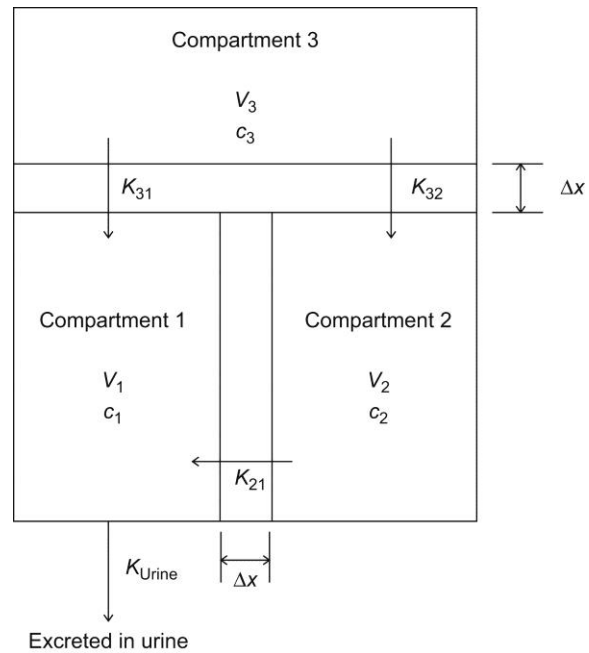 Compartment 3
V3
c3
K31
K32
Δx
Compartment 1
Compartment 2
V1
V2
c1
c2
K21
KUrine
Δx
Excreted in urine